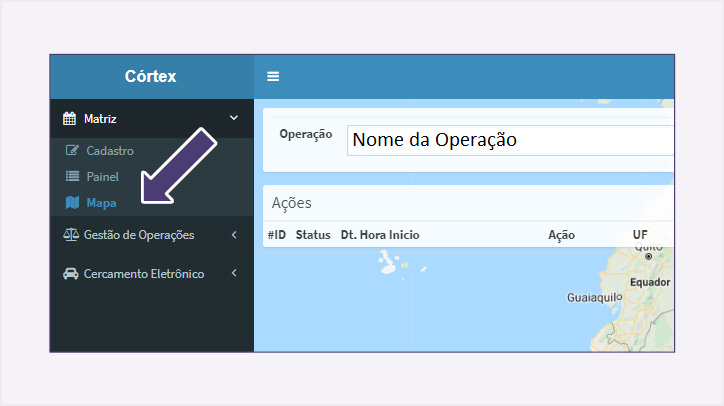 Córtex
Matriz
Cadastro
Painel
Mapa
Gestão de Operações
Cercamento Eletrônico
Operação
Nome da Operação
Ações
#ID Status Dt. Hora Inicio Ação UF
Quito
Equador
Guaiaquil